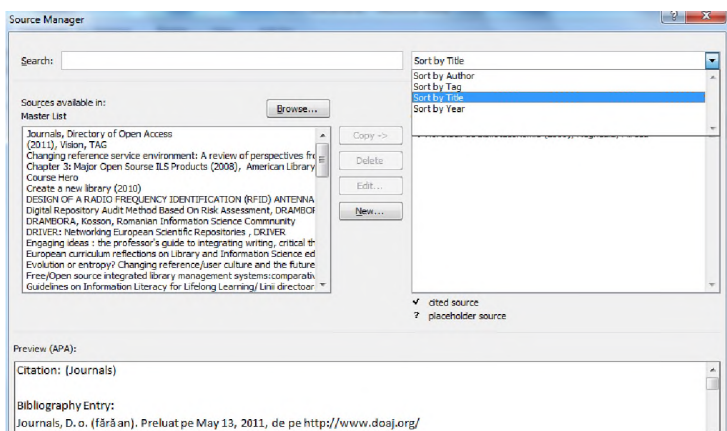 Source Manager
Search:
Sort by Title
Sort by Author
Sort by Tag
Sort by Title
Sort by Year
Sources available in:
Master List
Browse...
Journals, Directory of Open Access
(2011), Vision, TAG
Changing reference service environment: A review of perspectives fr
Chapter 3: Major Open Sourse ILS Products (2008), American Library
Course Hero
Create a new library (2010)
DESIGN OF A RADIO FREQUENCY IDENTIFICATION (RFID) ANTENNA
Digital Repository Audit Method Based On Risk Assessment, DRAMBOR
DRAMBORA, Kosson, Romanian Information Science Community
DRIVER: Networking European Scientific Repositories , DRIVER
Engaging ideas : the professor's guide to integrating writing, critical th
European curriculum reflections on Library and Information Science ed
Evolution or entropy? Changing reference/user culture and the future
Free/Open source integrated library management systems:comparativ
Guidelines on Information Literacy for Lifelong Learning/ Linii directoar
Copy ->
Delete
Edit...
New...
✓ cited source
? placeholder source
Preview (APA):
Citation: (Journals)
Bibliography Entry:
Journals, D. o. (fără an). Preluat pe May 13, 2011, de pe http://www.doaj.org/